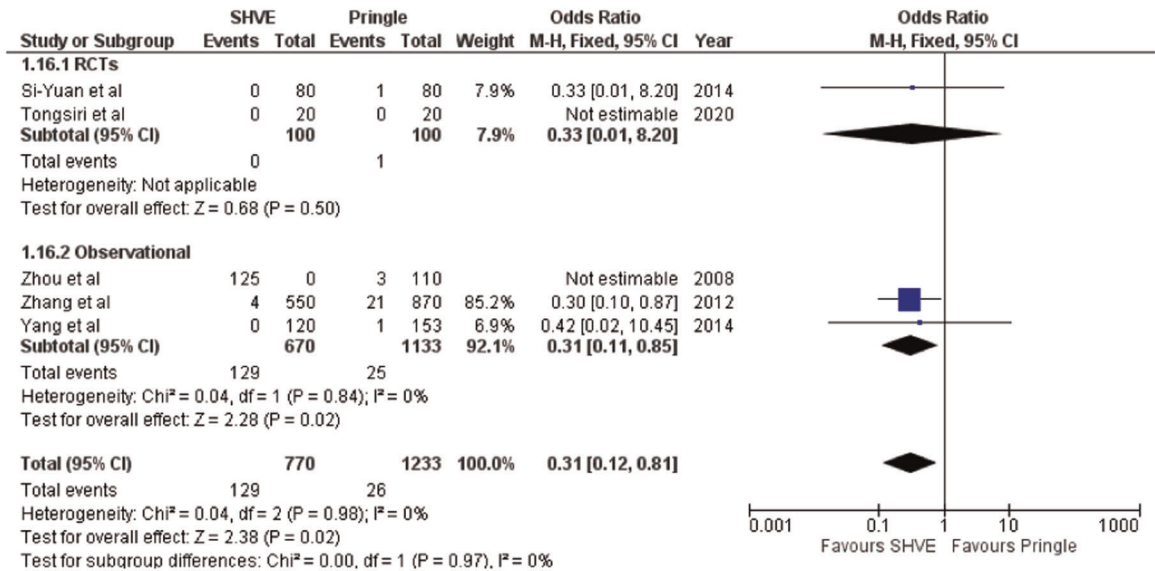 SHVE Pringle Odds Ratio Odds Ratio
Study or Subgroup Events Total Events Total Weight M-H, Fixed, 95% CI Year M-H, Fixed, 95% CI
1.16.1 RCTs
Si-Yuan et al 0 80 1 80 7.9% 0.33 [0.01, 8.20] 2014
Tongsiri et al 0 20 0 20 Not estimable 2020
Subtotal (95% CI) 100 100 7.9% 0.33 [0.01, 8.20]
Total events 0 1
Heterogeneity: Not applicable
Test for overall effect: Z = 0.68 (P = 0.50)
1.16.2 Observational
Zhou et al 125 0 3 110 Not estimable 2008
Zhang et al 4 550 21 870 85.2% 0.30 [0.10, 0.87] 2012
Yang et al 0 120 1 153 6.9% 0.42 [0.02, 10.45] 2014
Subtotal (95% CI) 670 1133 92.1% 0.31 [0.11, 0.85]
Total events 129 25
Heterogeneity: Chi² = 0.04, df = 1 (P = 0.84); I² = 0%
Test for overall effect: Z = 2.28 (P = 0.02)
Total (95% CI) 770 1233 100.0% 0.31 [0.12, 0.81]
Total events 129 26
Heterogeneity: Chi² = 0.04, df = 2 (P = 0.98); I² = 0%
Test for overall effect: Z = 2.38 (P = 0.02)
Test for subgroup differences: Chi² = 0.00, df = 1 (P = 0.97), I² = 0%
0.001 0.1 1 10 1000
Favours SHVE Favours Pringle